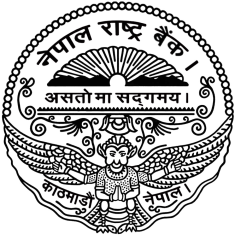 नेपाल राष्ट्र बैंक ।
असतो मा सद्गमय ।
काठमाडौं नेपाल ।